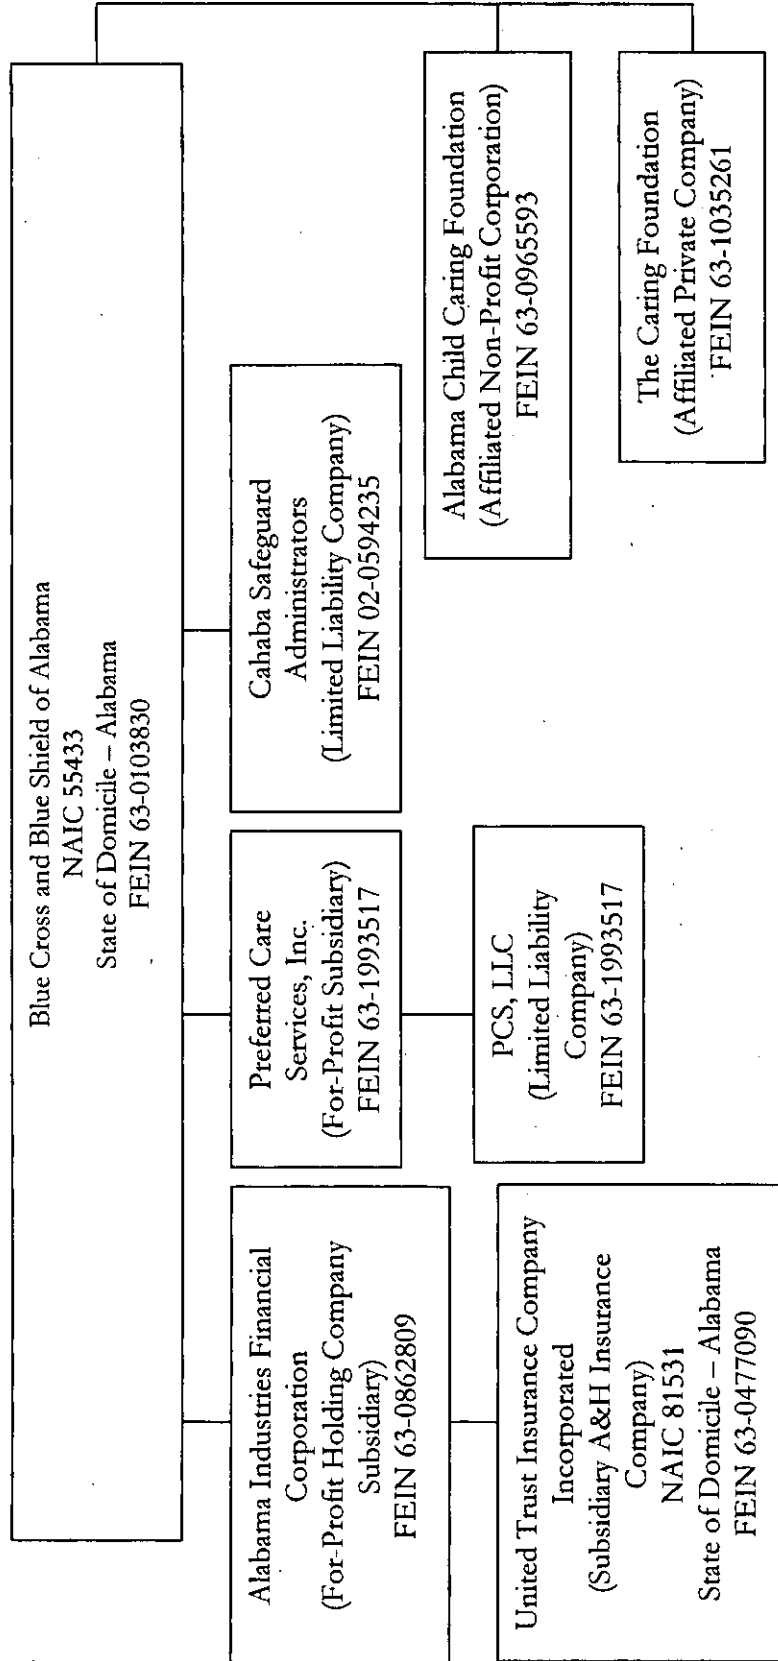 Blue Cross and Blue Shield of Alabama
NAIC 55433
State of Domicile – Alabama
FEIN 63-0103830
Alabama Industries Financial
Corporation
(For-Profit Holding Company
Subsidiary)
FEIN 63-0862809
Preferred Care
Services, Inc.
(For-Profit Subsidiary)
FEIN 63-1993517
Cahaba Safeguard
Administrators
(Limited Liability Company)
FEIN 02-0594235
United Trust Insurance Company
Incorporated
(Subsidiary A&H Insurance
Company)
NAIC 81531
State of Domicile – Alabama
FEIN 63-0477090
PCS, LLC
(Limited Liability
Company)
FEIN 63-1993517
Alabama Child Caring Foundation
(Affiliated Non-Profit Corporation)
FEIN 63-0965593
The Caring Foundation
(Affiliated Private Company)
FEIN 63-1035261